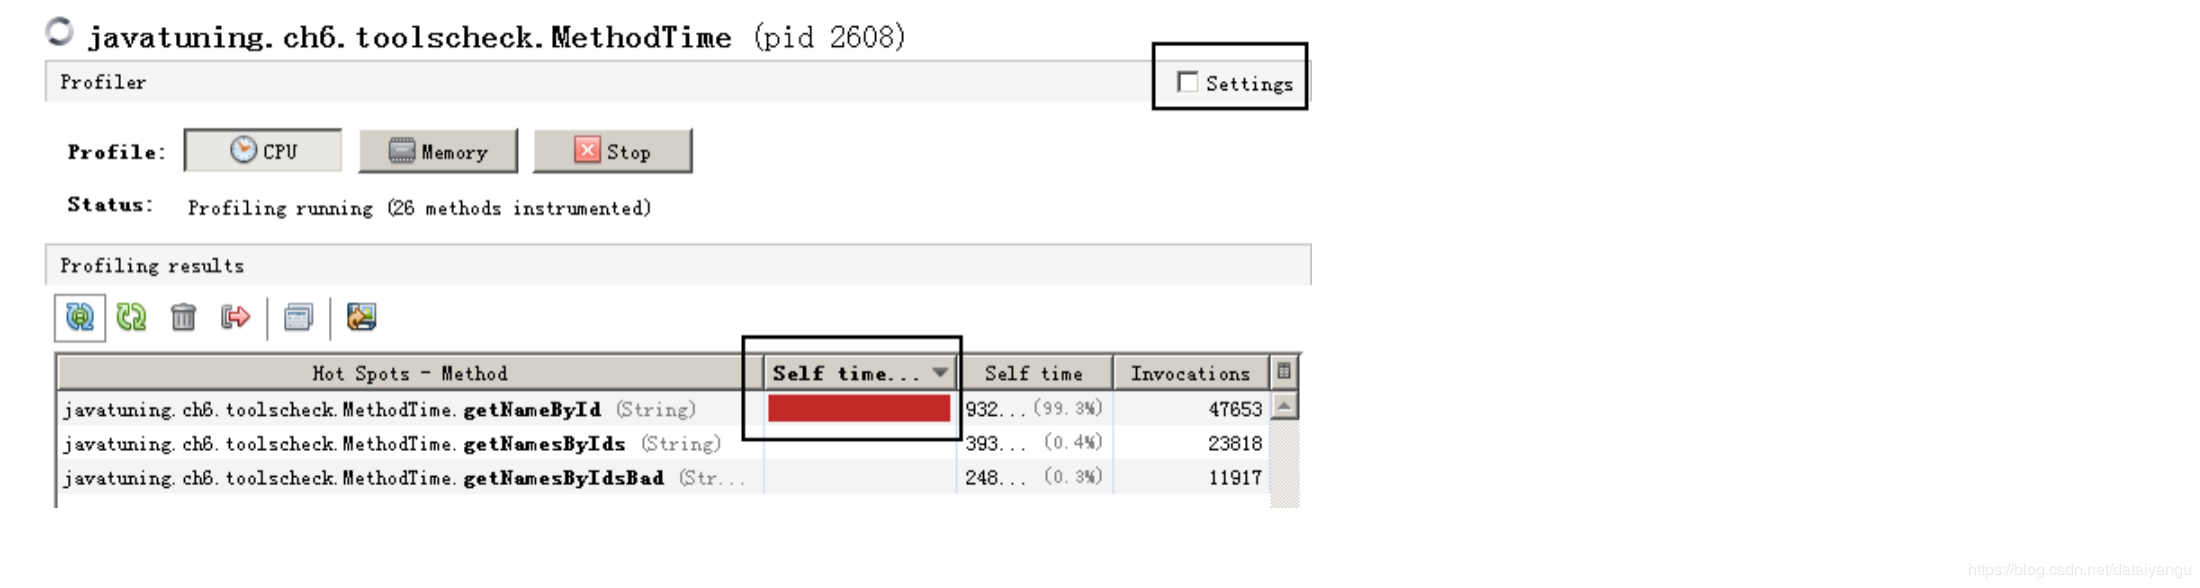 javatuning.ch6.toolscheck.MethodTime (pid 2608)
Profiler
Settings
Profile: CPU Memory Stop
Status: Profiling running (26 methods instrumented)
Profiling results
Hot Spots - Method Self time... Self time Invocations
javatuning.ch6.toolscheck.MethodTime.getNameById (String) 932... (99.3%) 47653
javatuning.ch6.toolscheck.MethodTime.getNamesByIds (String) 393... (0.4%) 23818
javatuning.ch6.toolscheck.MethodTime.getNamesByIdsBad (Str... 248... (0.3%) 11917
https://blog.csdn.net/dataiyangu